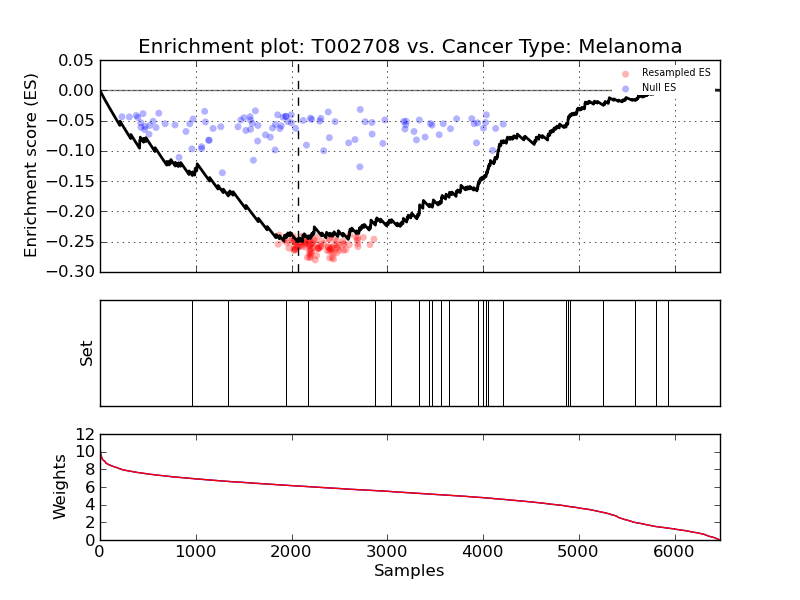 Enrichment plot: T002708 vs. Cancer Type: Melanoma
Enrichment score (ES)
0.05
0.00
−0.05
−0.10
−0.15
−0.20
−0.25
−0.30
Resampled ES
Null ES
Set
Weights
12
10
8
6
4
2
0
0 1000 2000 3000 4000 5000 6000
Samples